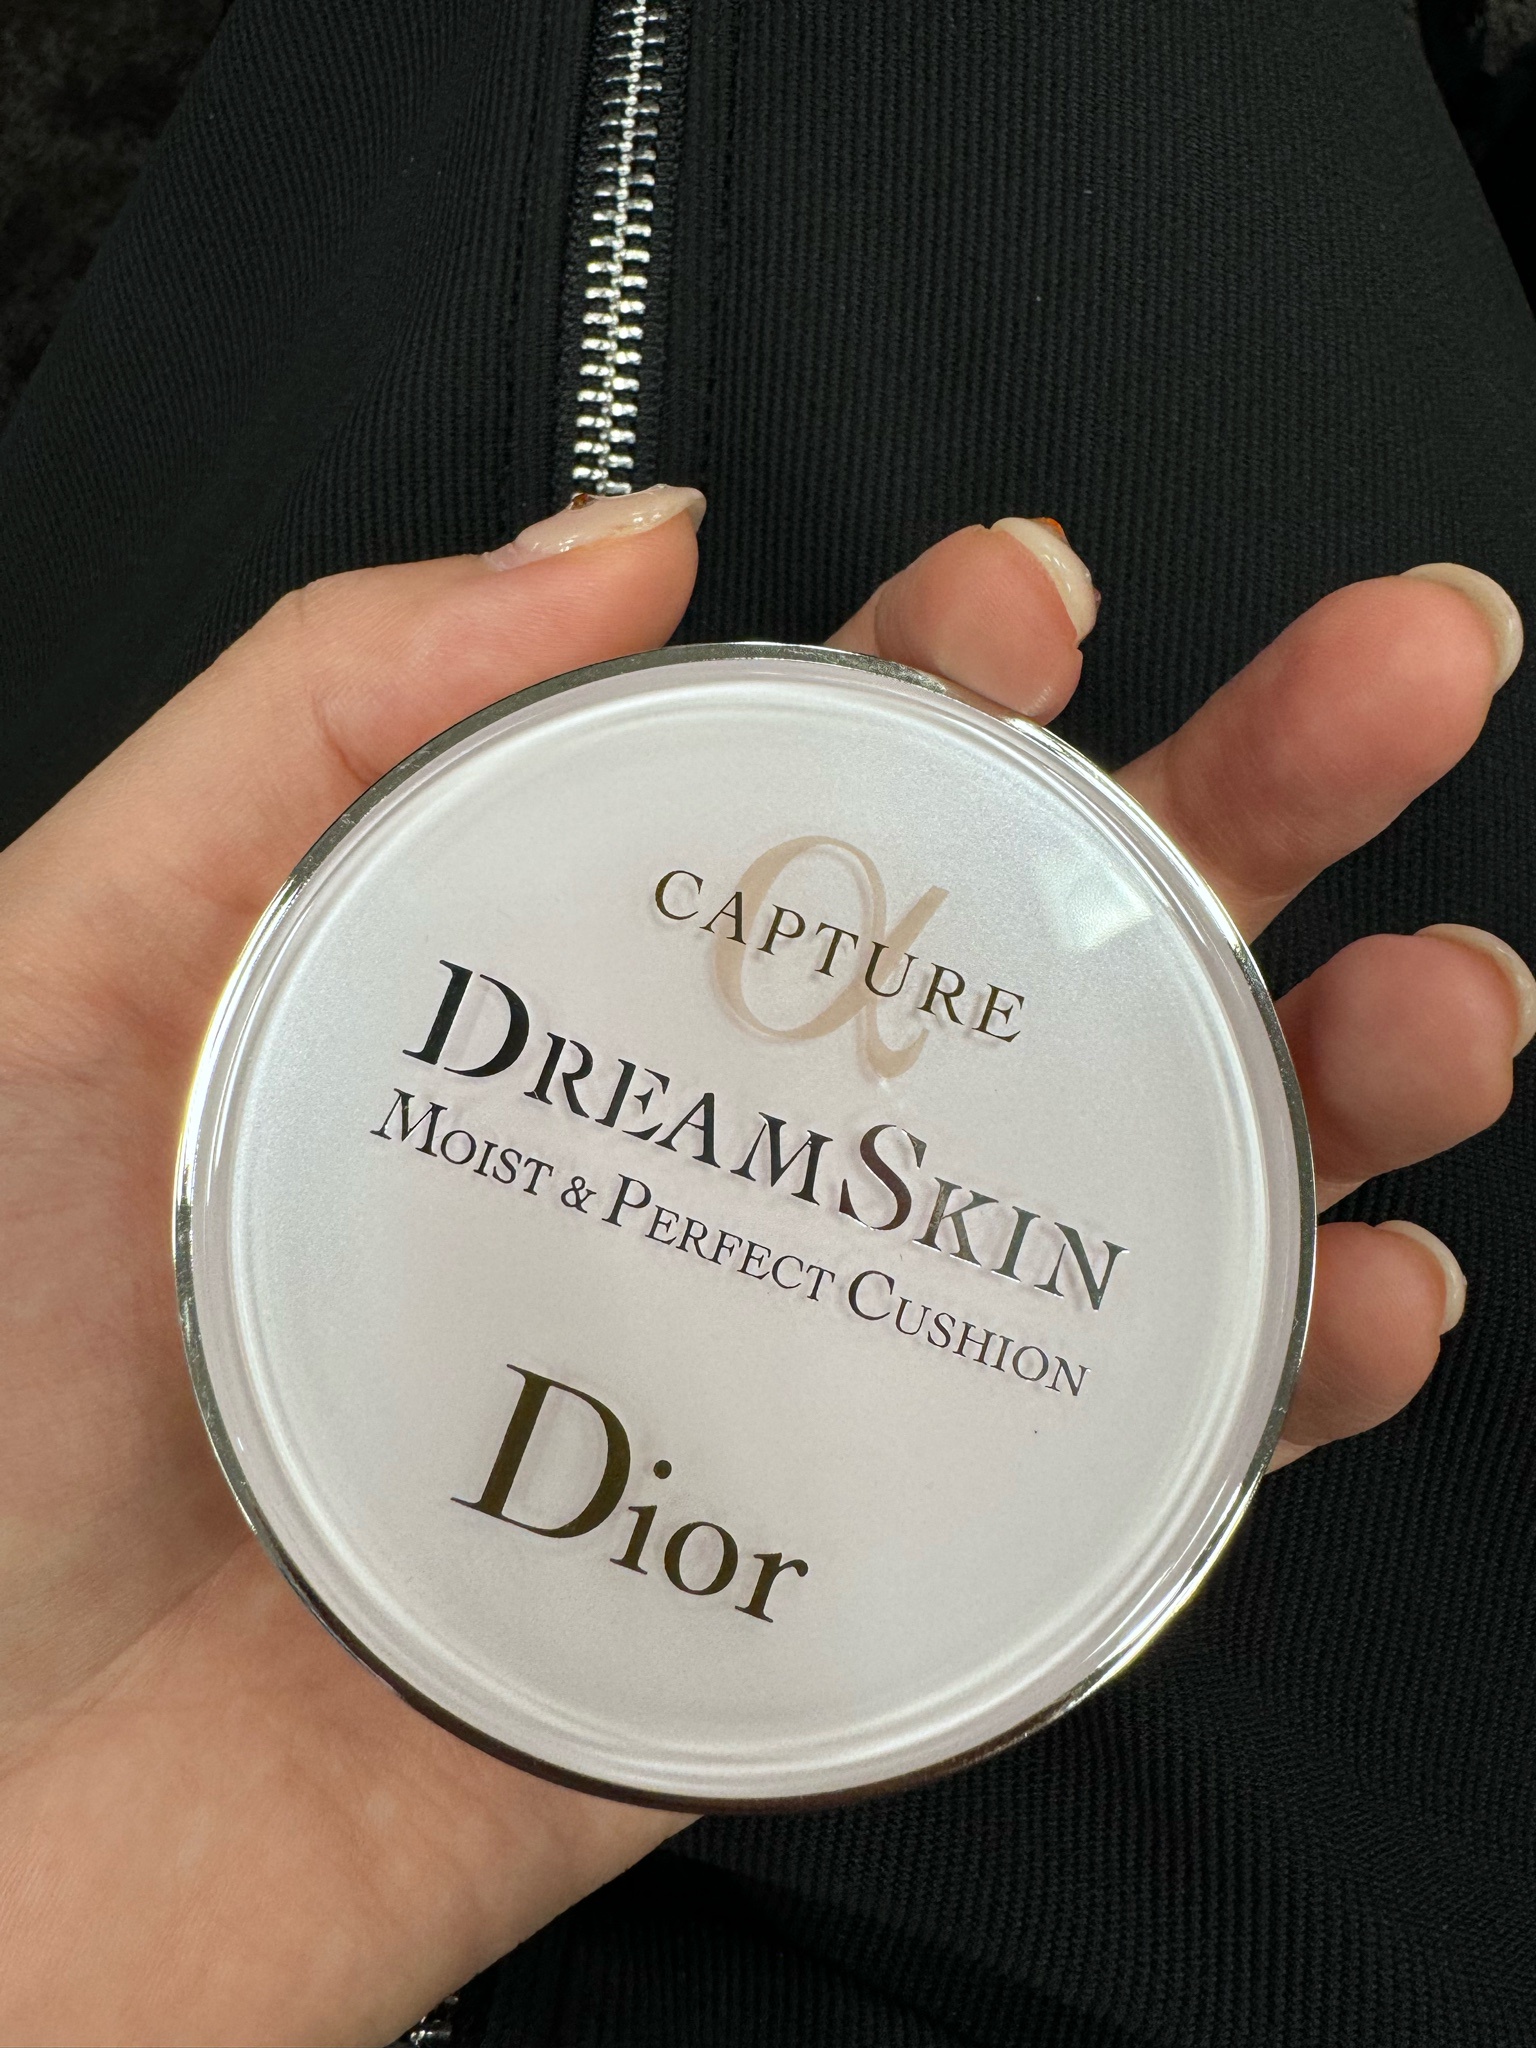 α
CAPTURE
DREAMSKIN
MOIST & PERFECT CUSHION
Dior